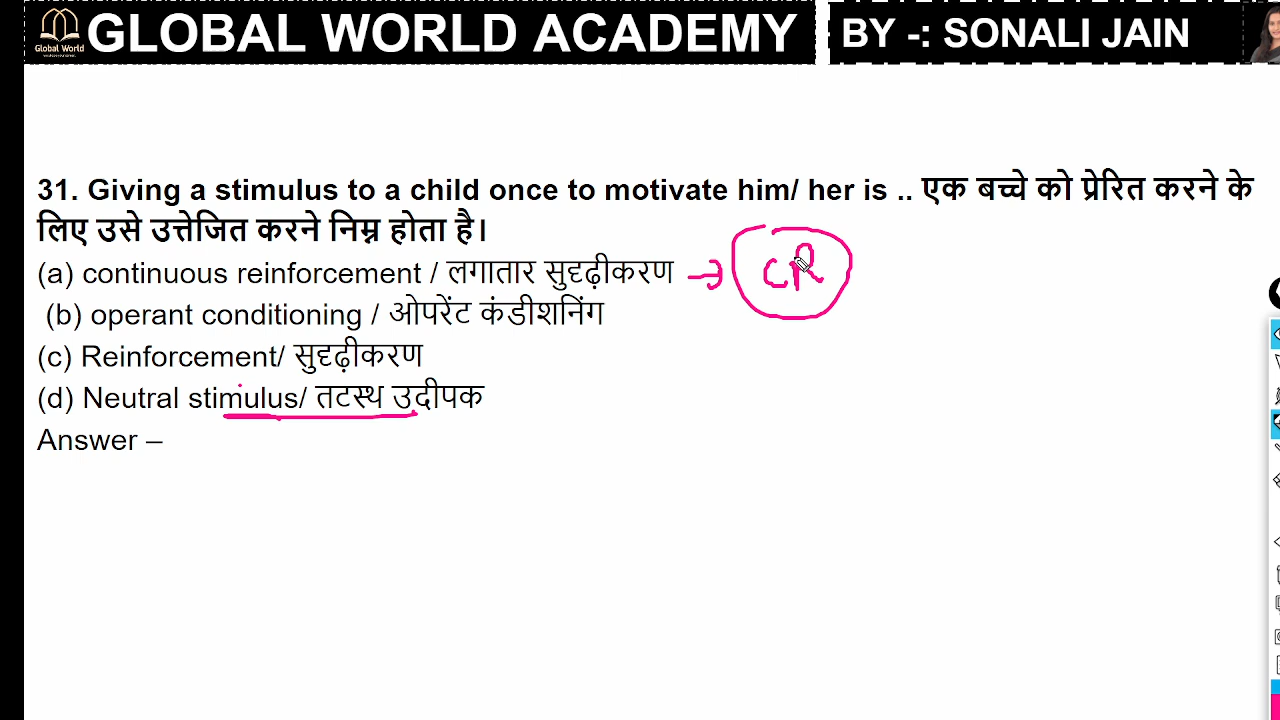 GLOBAL WORLD ACADEMY
BY -: SONALI JAIN
Global World
31. Giving a stimulus to a child once to motivate him/ her is .. एक बच्चे को प्रेरित करने के
लिए उसे उत्तेजित करने निम्न होता है।
(a) continuous reinforcement / लगातार सुदृढ़ीकरण
CR
(b) operant conditioning / ओपरेंट कंडीशनिंग
(c) Reinforcement/ सुदृढ़ीकरण
(d) Neutral stimulus/ तटस्थ उदीपक
Answer –